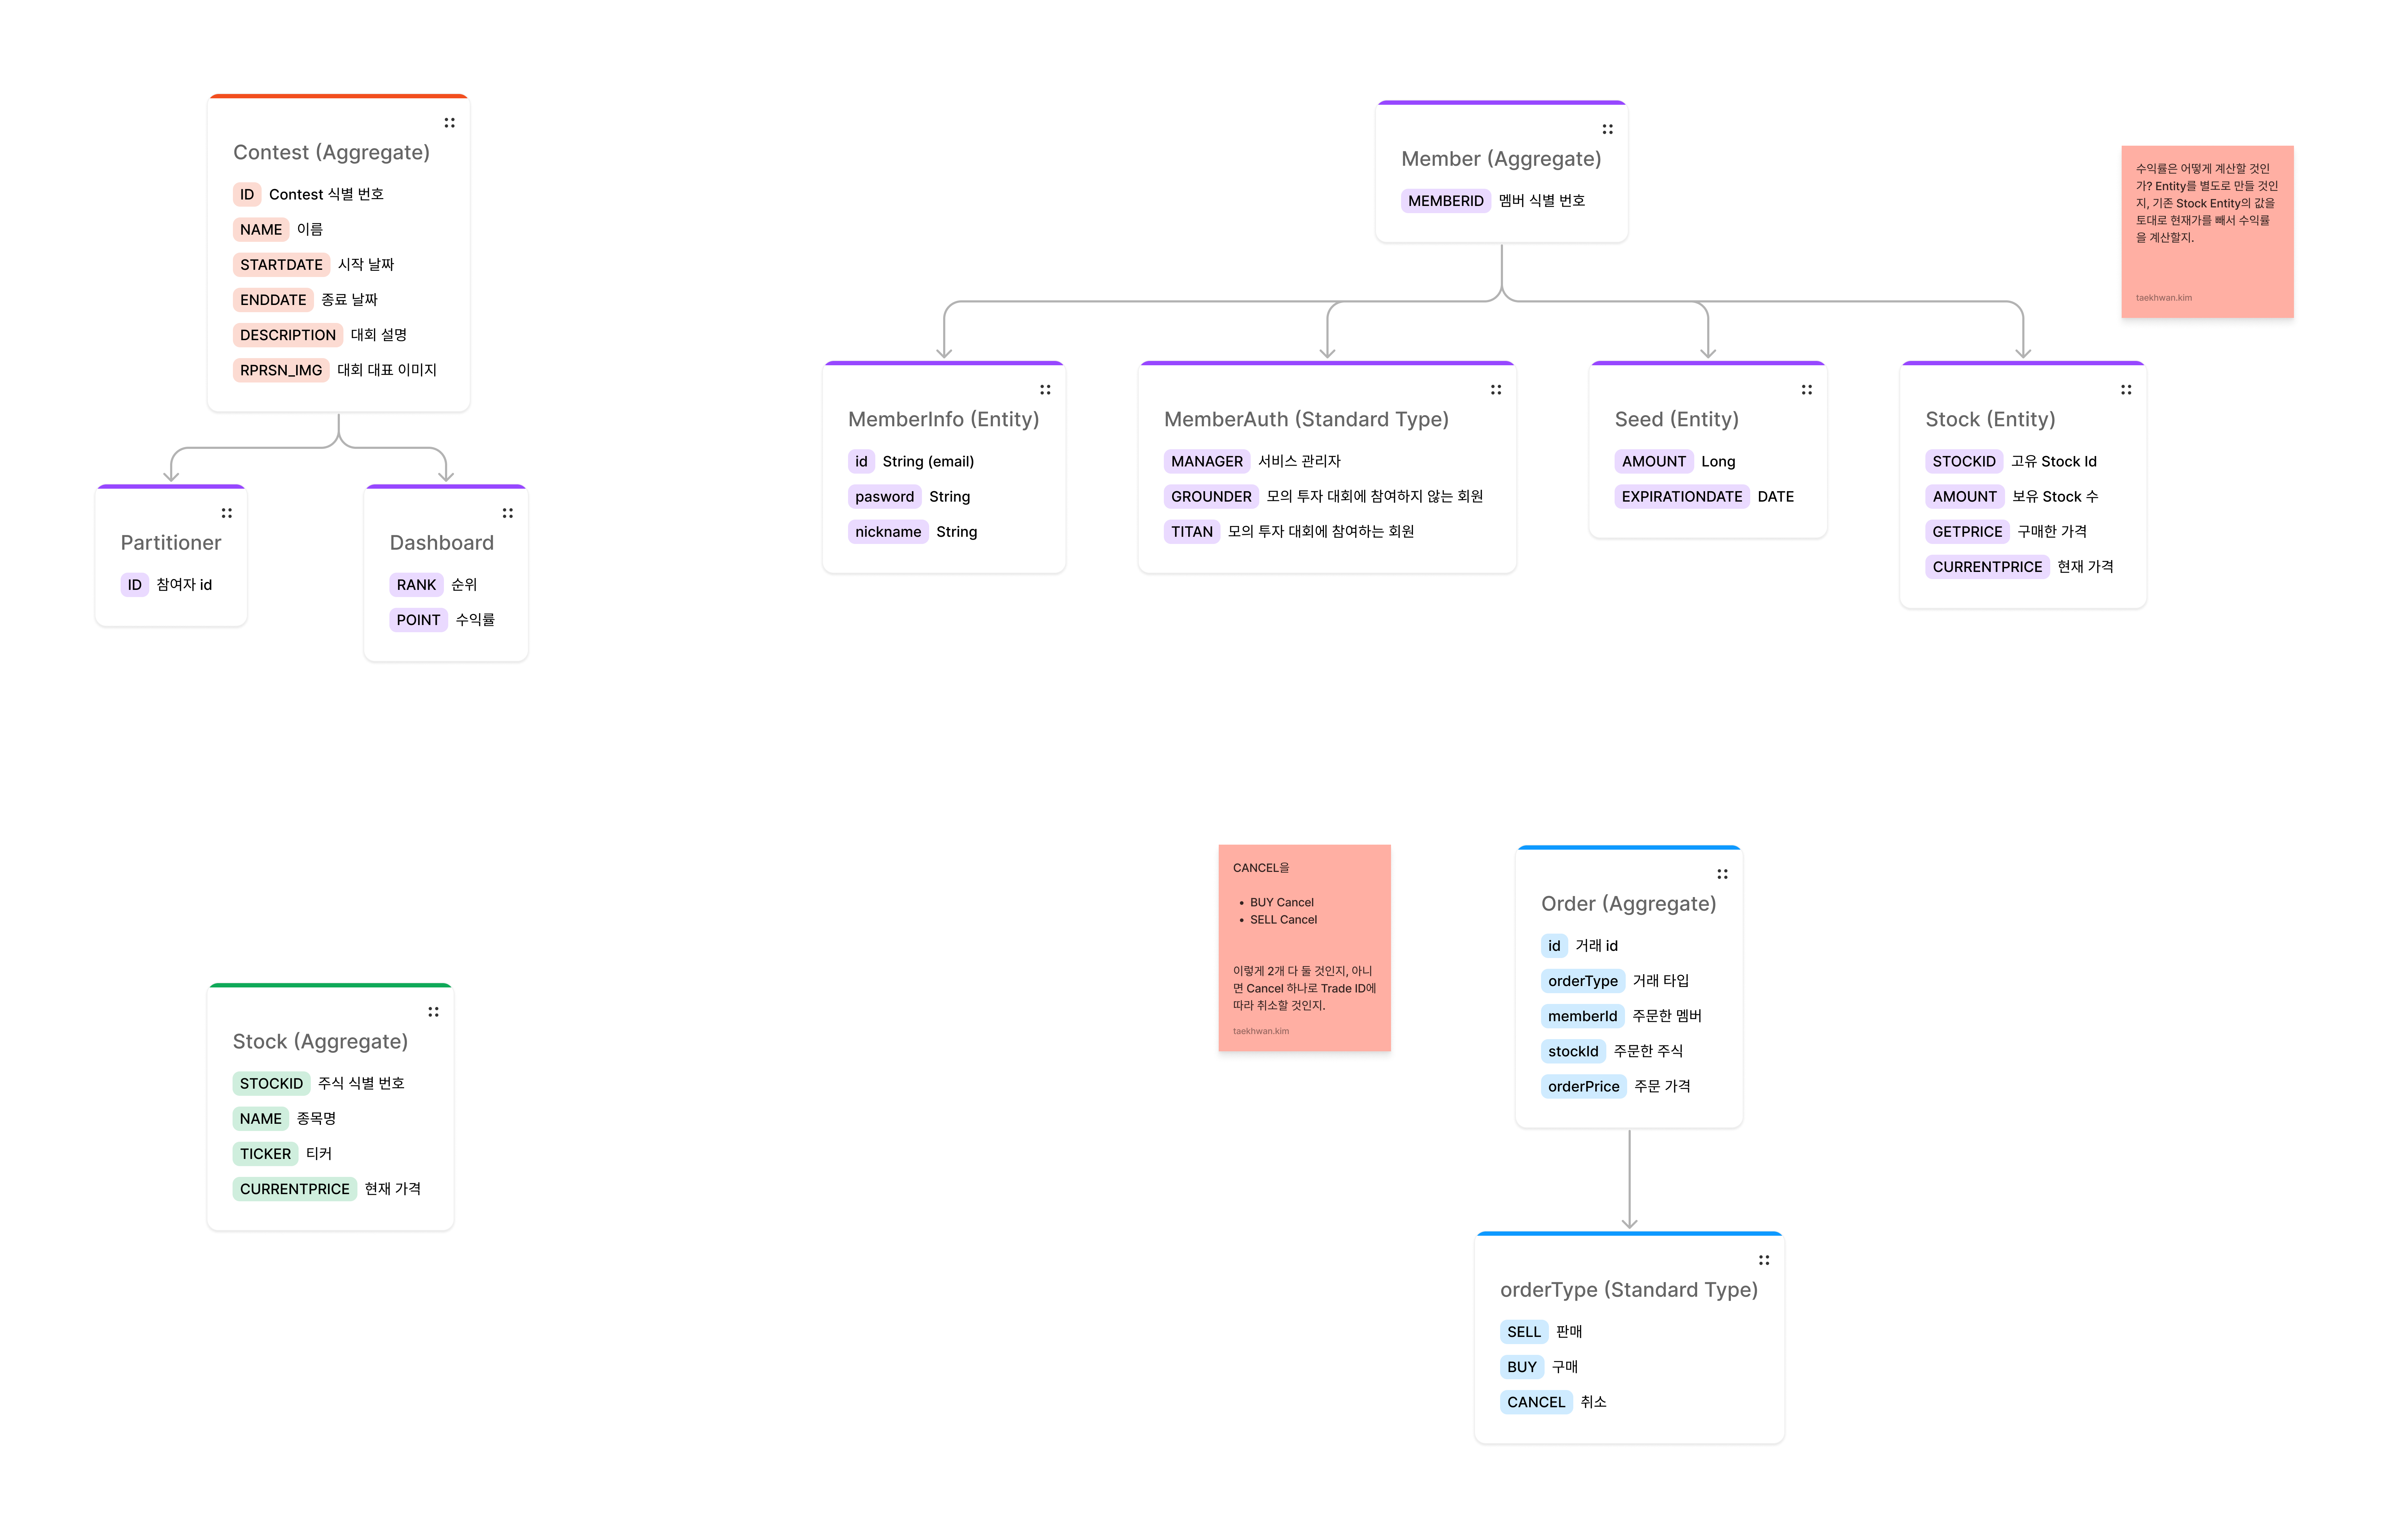 Contest (Aggregate)
ID Contest 식별 번호
NAME 이름
STARTDATE 시작 날짜
ENDDATE 종료 날짜
DESCRIPTION 대회 설명
RPRSN_IMG 대회 대표 이미지
Partitioner
ID 참여자 id
Dashboard
RANK 순위
POINT 수익률
Member (Aggregate)
MEMBERID 멤버 식별 번호
수익률은 어떻게 계산할 것인
가? Entity를 별도로 만들 것인
지, 기존 Stock Entity의 값을
토대로 현재가를 빼서 수익률
을 계산할지.
taekhwan.kim
MemberInfo (Entity)
id String (email)
pasword String
nickname String
MemberAuth (Standard Type)
MANAGER 서비스 관리자
GROUNDER 모의 투자 대회에 참여하지 않는 회원
TITAN 모의 투자 대회에 참여하는 회원
Seed (Entity)
AMOUNT Long
EXPIRATIONDATE DATE
Stock (Entity)
STOCKID 고유 Stock Id
AMOUNT 보유 Stock 수
GETPRICE 구매한 가격
CURRENTPRICE 현재 가격
Stock (Aggregate)
STOCKID 주식 식별 번호
NAME 종목명
TICKER 티커
CURRENTPRICE 현재 가격
CANCEL을
• BUY Cancel
• SELL Cancel
이렇게 2개 다 둘 것인지, 아니
면 Cancel 하나로 Trade ID에
따라 취소할 것인지.
taekhwan.kim
Order (Aggregate)
id 거래 id
orderType 거래 타입
memberId 주문한 멤버
stockId 주문한 주식
orderPrice 주문 가격
orderType (Standard Type)
SELL 판매
BUY 구매
CANCEL 취소